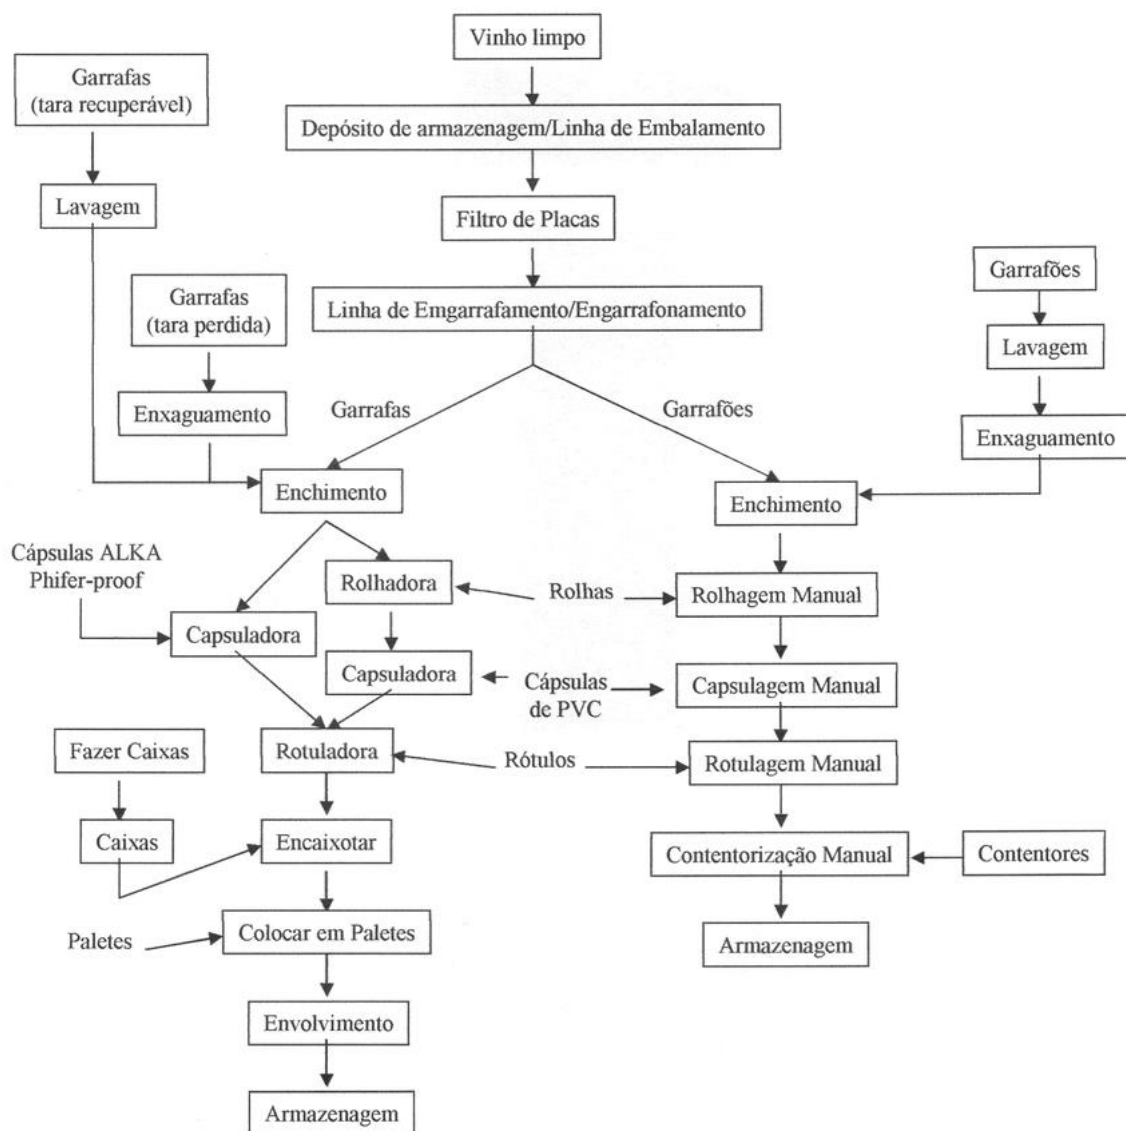 Vinho limpo
Garrafas
(tara recuperável)
Depósito de armazenagem/Linha de Embalamento
Lavagem
Filtro de Placas
Garrafões
Garrafas
(tara perdida)
Linha de Emgarrafamento/Engarrafonamento
Lavagem
Enxaguamento
Garrafas
Garrafões
Enxaguamento
Enchimento
Enchimento
Cápsulas ALKA
Phifer-proof
Rolhadora
Rolhas
Rolhagem Manual
Capsuladora
Capsuladora
Cápsulas
de PVC
Capsulagem Manual
Fazer Caixas
Rotuladora
Rótulos
Rotulagem Manual
Caixas
Encaixotar
Contentorização Manual
Contentores
Paletes
Colocar em Paletes
Armazenagem
Envolvimento
Armazenagem